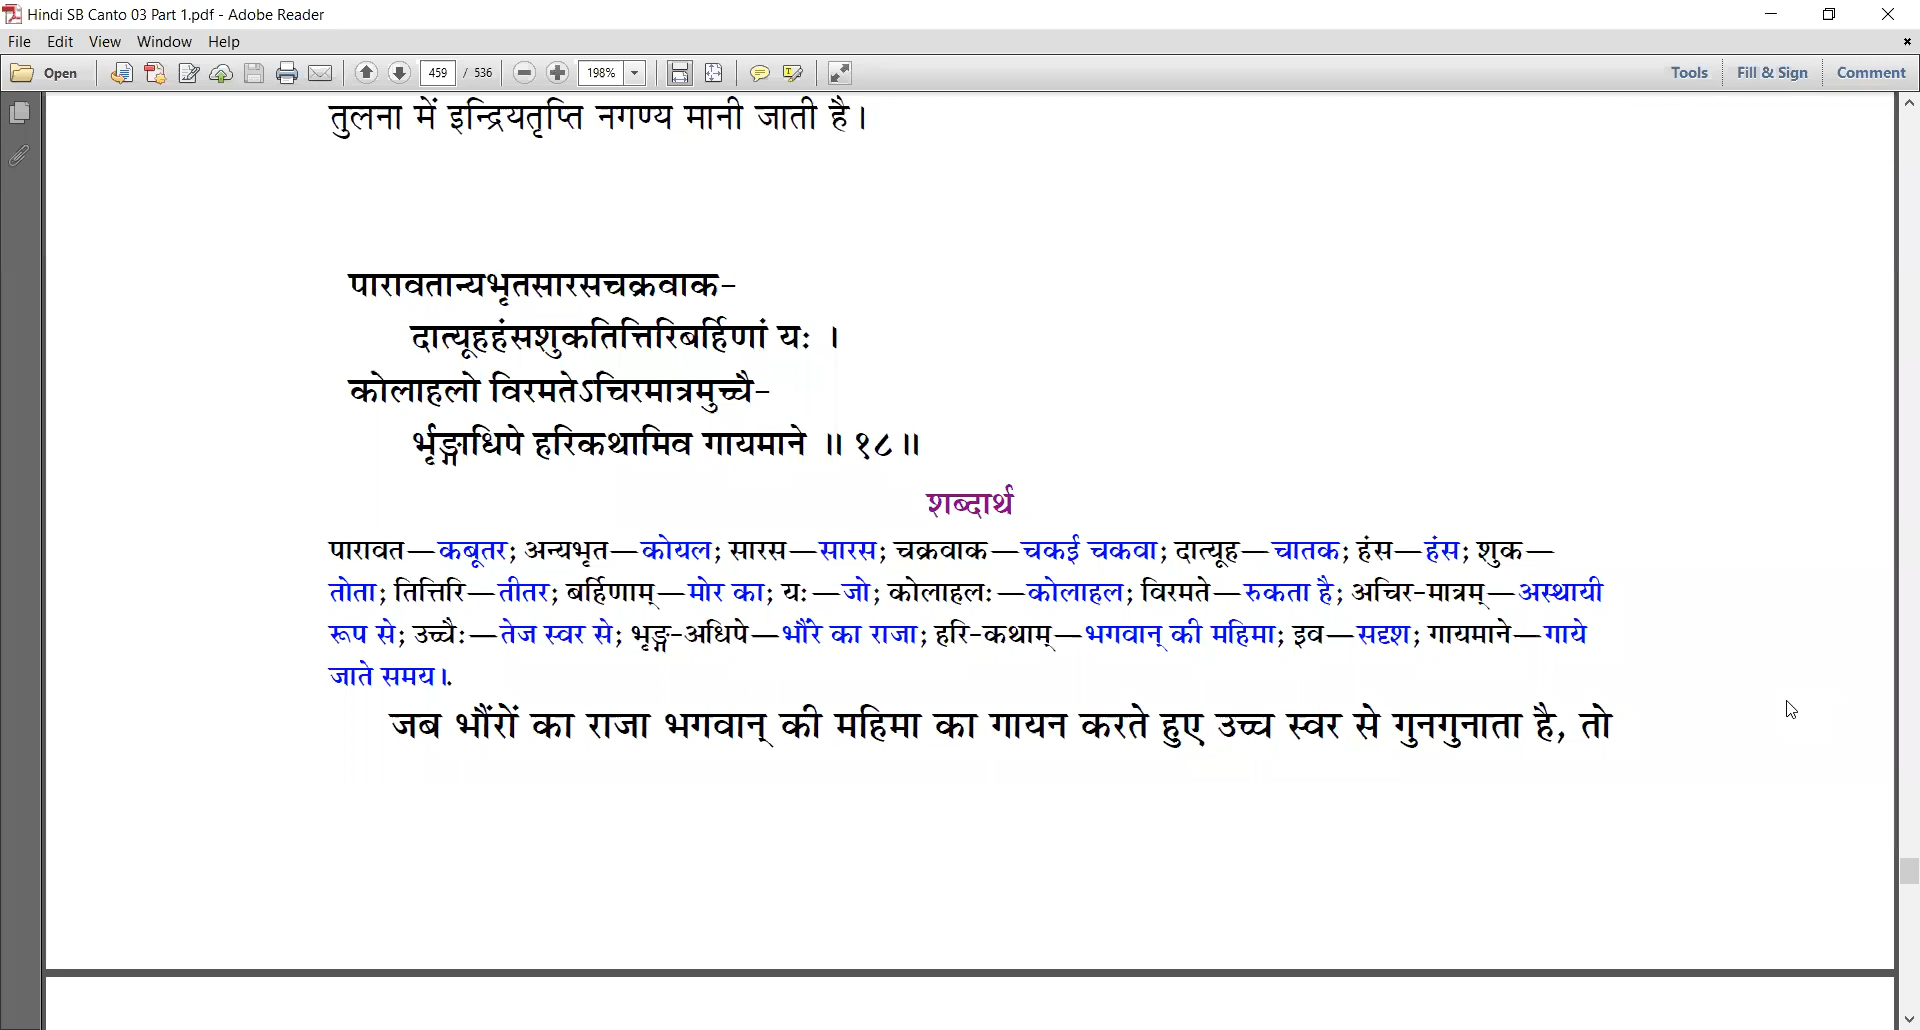 Hindi SB Canto 03 Part 1.pdf - Adobe Reader
File Edit View Window Help
Open 459 / 536 198% Tools Fill & Sign Comment
तुलना में इन्द्रियतृप्ति नगण्य मानी जाती है।
पारावतान्यभृतसारसचक्रवाक-
दात्यूहहंसशुकतित्तिरिबर्हिणां यः ।
कोलाहलो विरमतेऽचिरमात्रमुच्चै-
र्भृङ्गाधिपे हरिकथामिव गायमाने ॥ १८॥
शब्दार्थ
पारावत—कबूतर; अन्यभृत—कोयल; सारस—सारस; चक्रवाक—चकई चकवा; दात्यूह—चातक; हंस—हंस; शुक—
तोता; तित्तिरि—तीतर; बर्हिणाम्—मोर का; यः—जो; कोलाहलः—कोलाहल; विरमते—रुकता है; अचिर-मात्रम्—अस्थायी
रूप से; उच्चैः—तेज स्वर से; भृङ्ग-अधिपे—भौंरे का राजा; हरि-कथाम्—भगवान् की महिमा; इव—सदृश; गायमाने—गाये
जाते समय।.
जब भौंरों का राजा भगवान् की महिमा का गायन करते हुए उच्च स्वर से गुनगुनाता है, तो